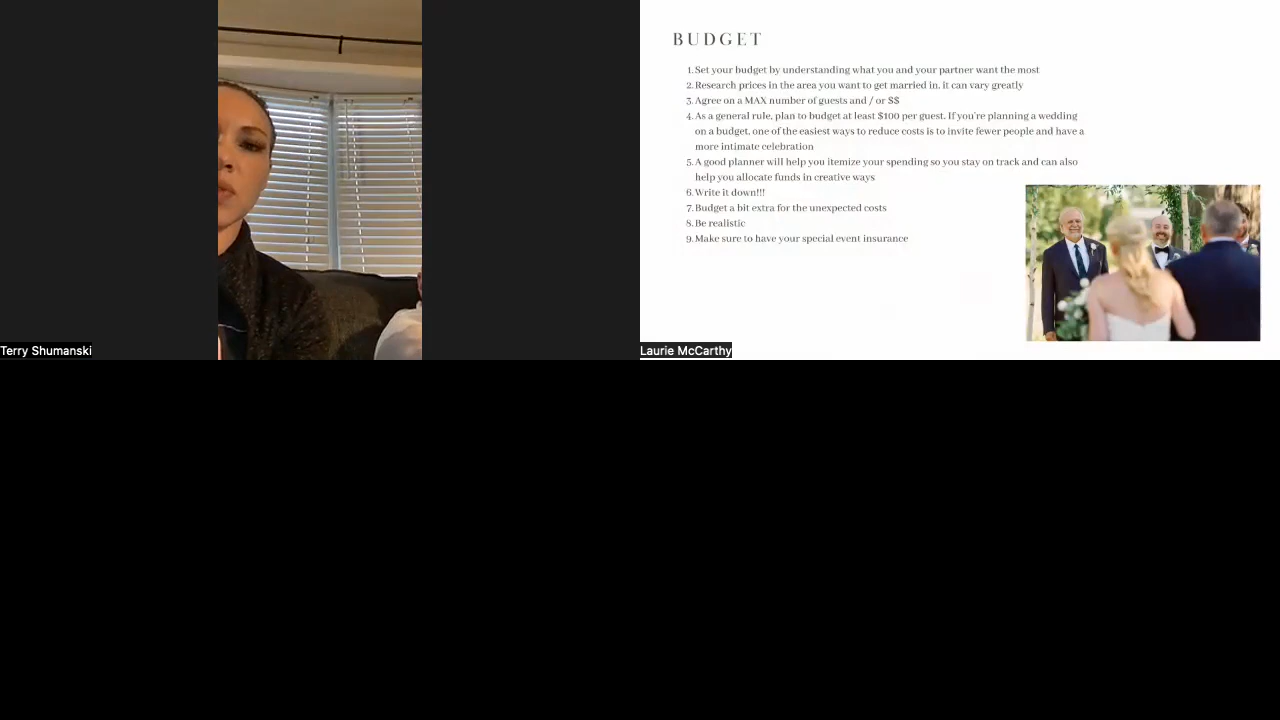 BUDGET
1. Set your budget by understanding what you and your partner want the most
2. Research prices in the area you want to get married in, it can vary greatly
3. Agree on a MAX number of guests and / or $$
4. As a general rule, plan to budget at least $100 per guest. If you're planning a wedding
on a budget, one of the easiest ways to reduce costs is to invite fewer people and have a
more intimate celebration
5. A good planner will help you itemize your spending so you stay on track and can also
help you allocate funds in creative ways
6. Write it down!!!
7. Budget a bit extra for the unexpected costs
8. Be realistic
9. Make sure to have your special event insurance
Terry Shumanski
Laurie McCarthy